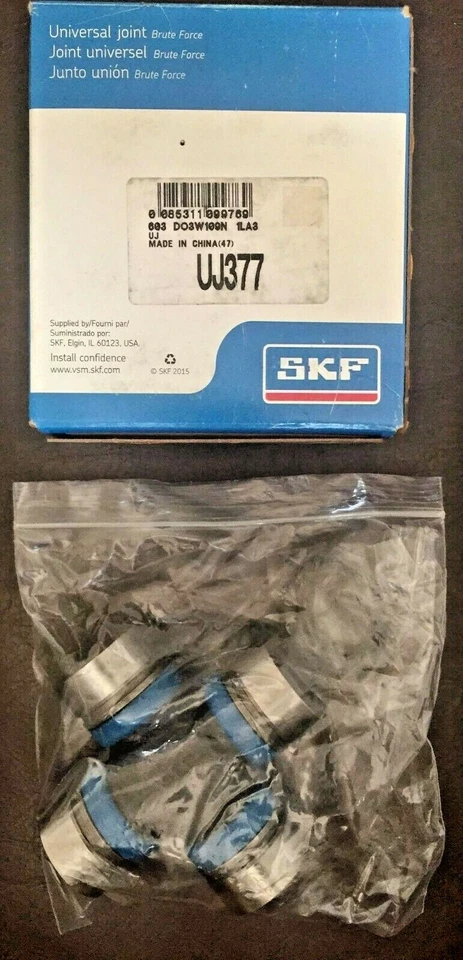 Universal joint Brute Force
Joint universel Brute Force
Junto unión Brute Force
0 085311 099769
603 DO3W109N 1LA3
UJ
MADE IN CHINA(47)
UJ377
Supplied by/Fourni par/
Suministrado por:
SKF, Elgin, IL 60123, USA.
Install confidence
www.vsm.skf.com
© SKF 2015
SKF